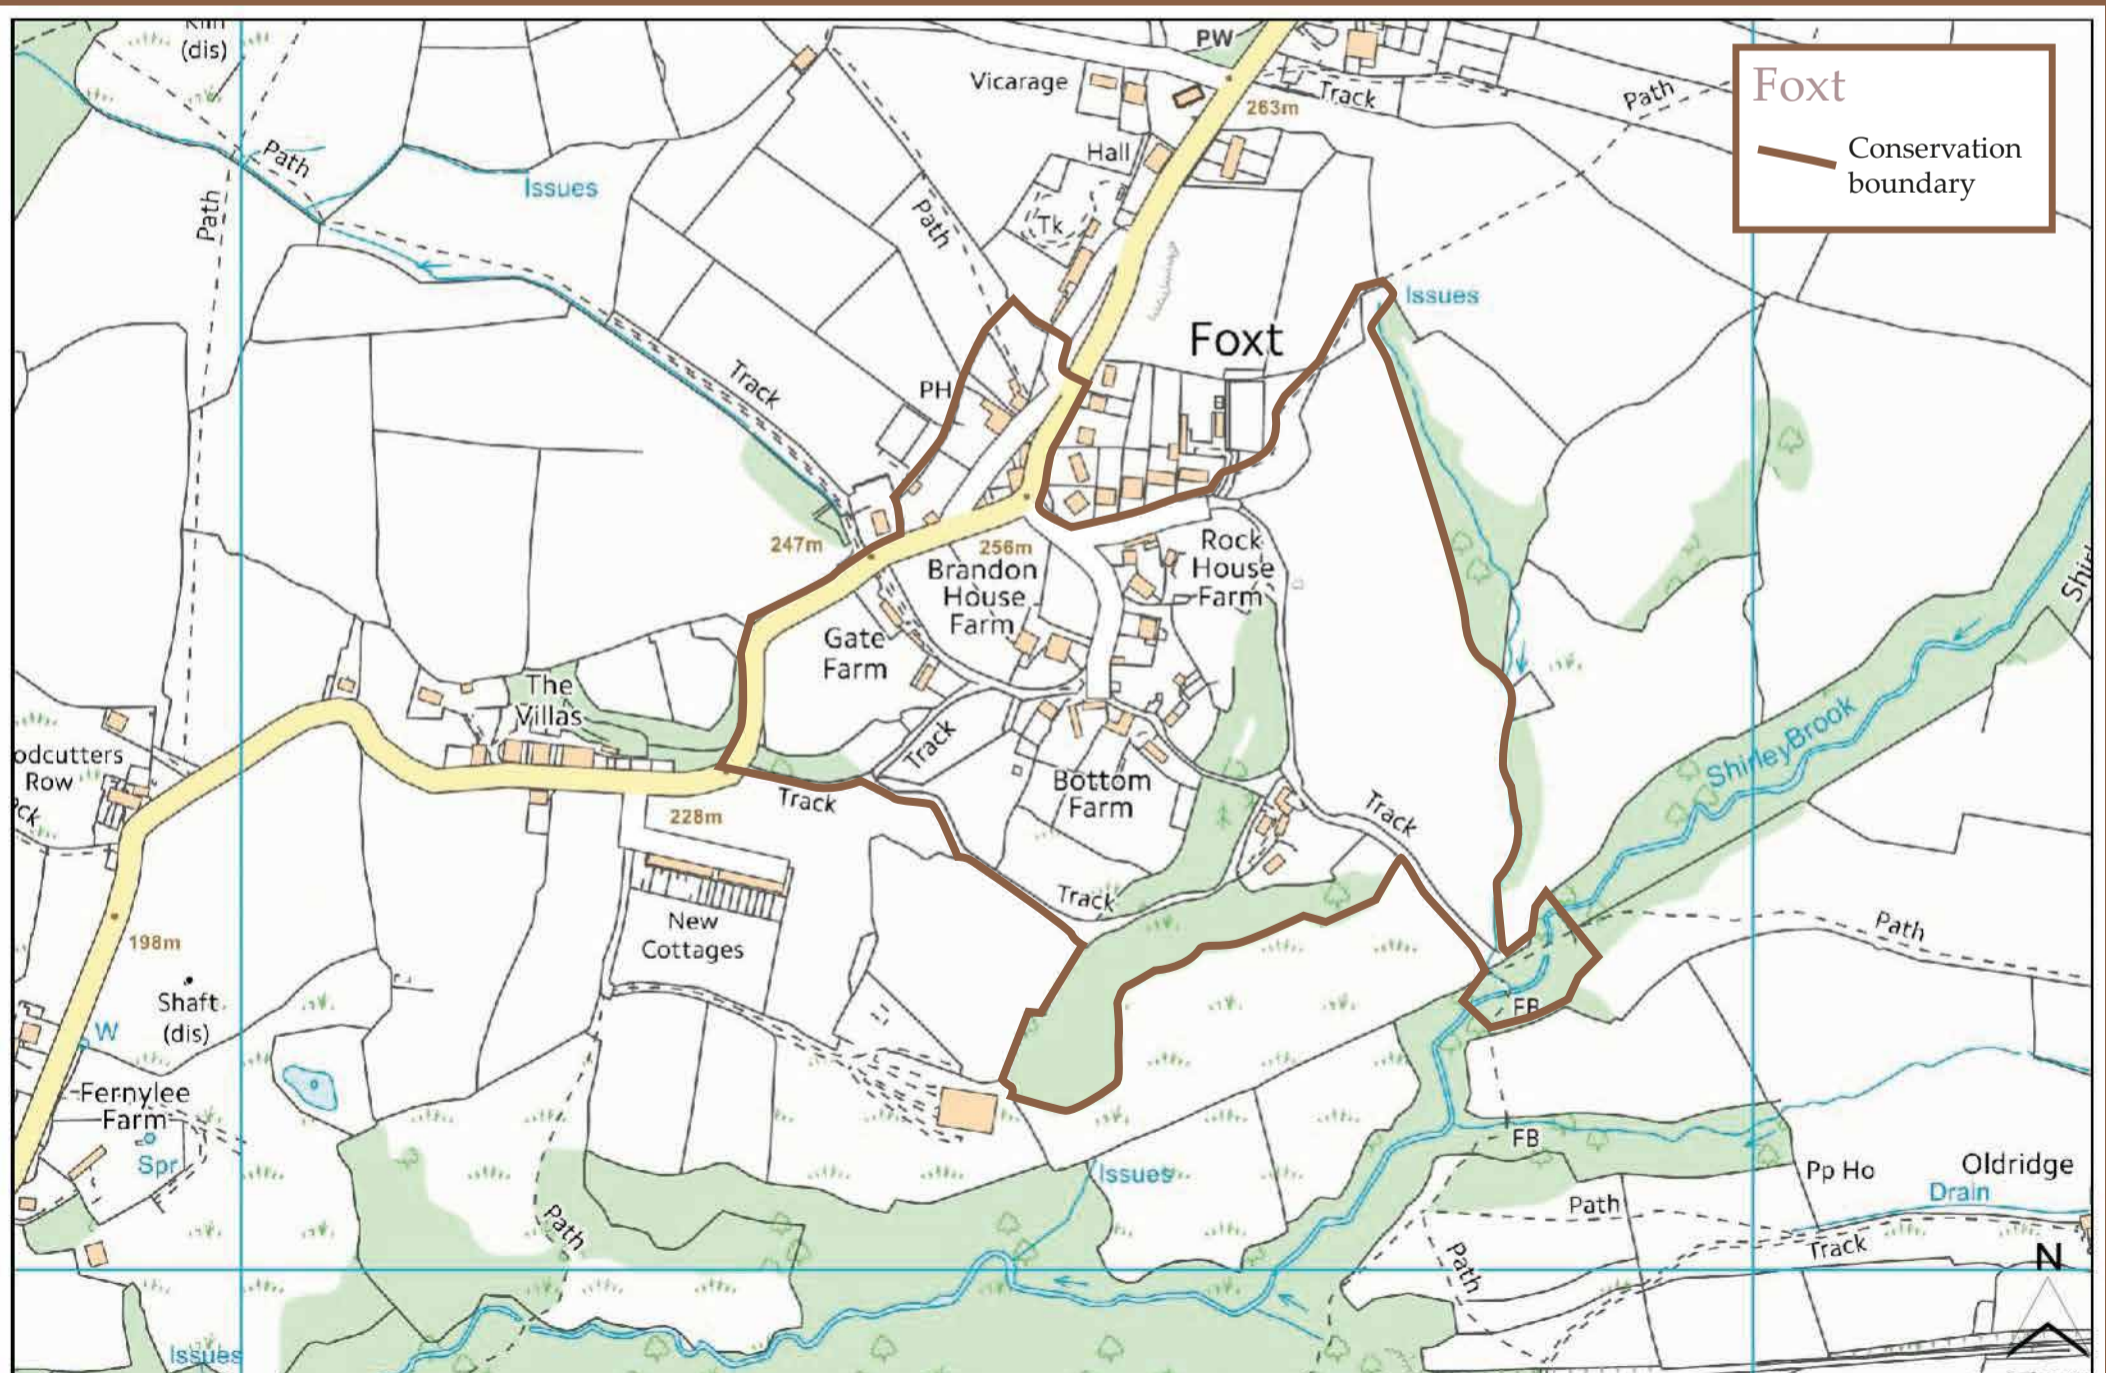 (dis)
PW
Vicarage
263m
Track
Path
Foxt
Conservation
boundary
Path
Hall
Issues
Path
Path
Tk
Issues
Foxt
Track
PH
247m
256m
Brandon
House
Farm
Rock
House
Farm
Gate
Farm
The
Villas
Track
Bottom
Farm
Track
Track
ShirleyBrook
odcutters
Row
228m
Track
New
Cottages
Path
198m
Shaft
(dis)
W
FB
Fernylee
Farm
Spr
FB
Issues
Pp Ho
Oldridge
Drain
Path
Track
Path
Path
N
Issues